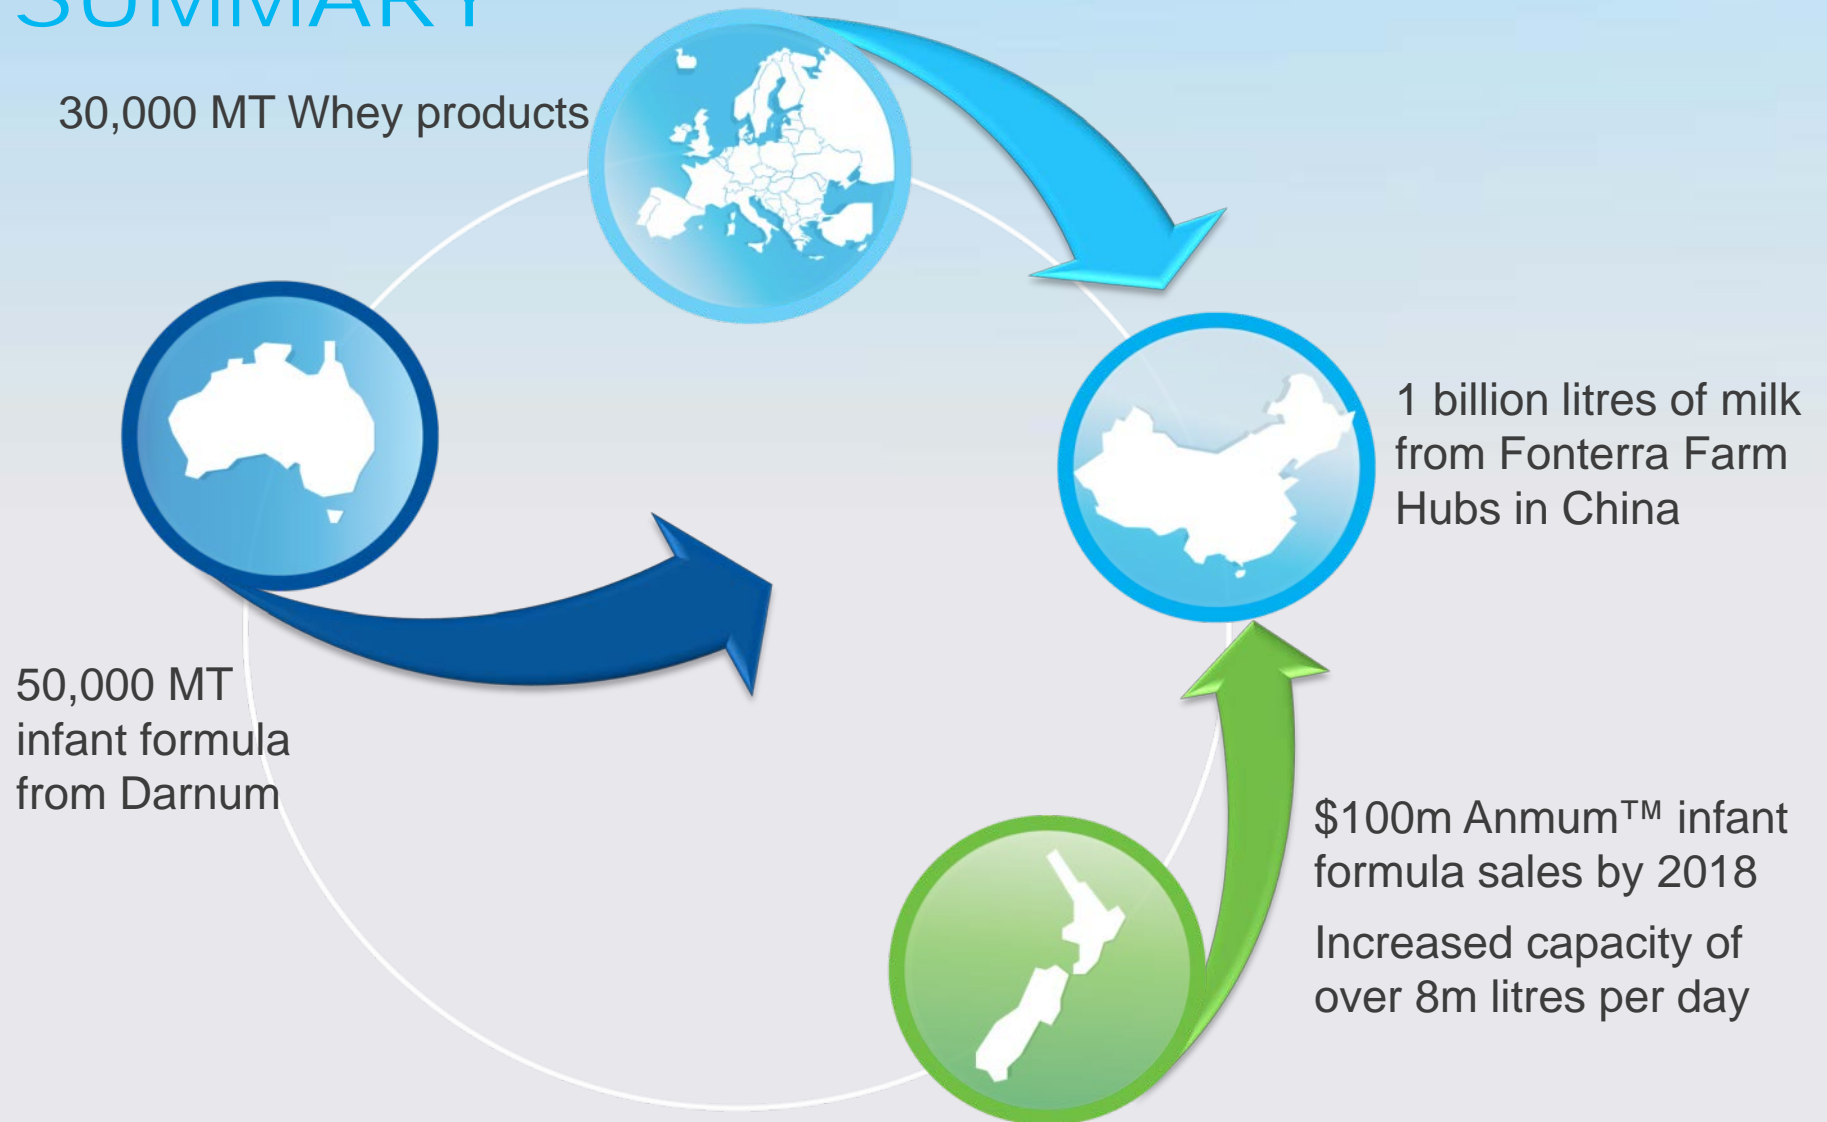 SUMMARY
30,000 MT Whey products
1 billion litres of milk
from Fonterra Farm
Hubs in China
50,000 MT
infant formula
from Darnum
$100m Anmum™ infant
formula sales by 2018
Increased capacity of
over 8m litres per day